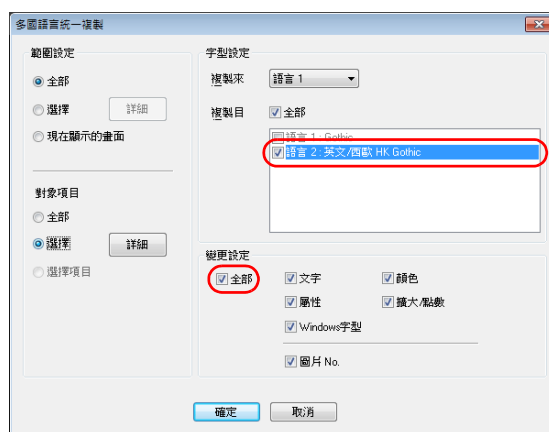 多國語言统一複製
範圍設定
全部
選擇
詳細
現在顯示的畫面
對象項目
全部
選擇
詳細
選擇項目
字型設定
複製來
語言 1
複製目
全部
語言 1 : Gothic
語言 2 : 英文/西歐 HK Gothic
變更設定
全部
文字
顏色
屬性
擴大/點數
Windows字型
圖片 No.
確定
取消